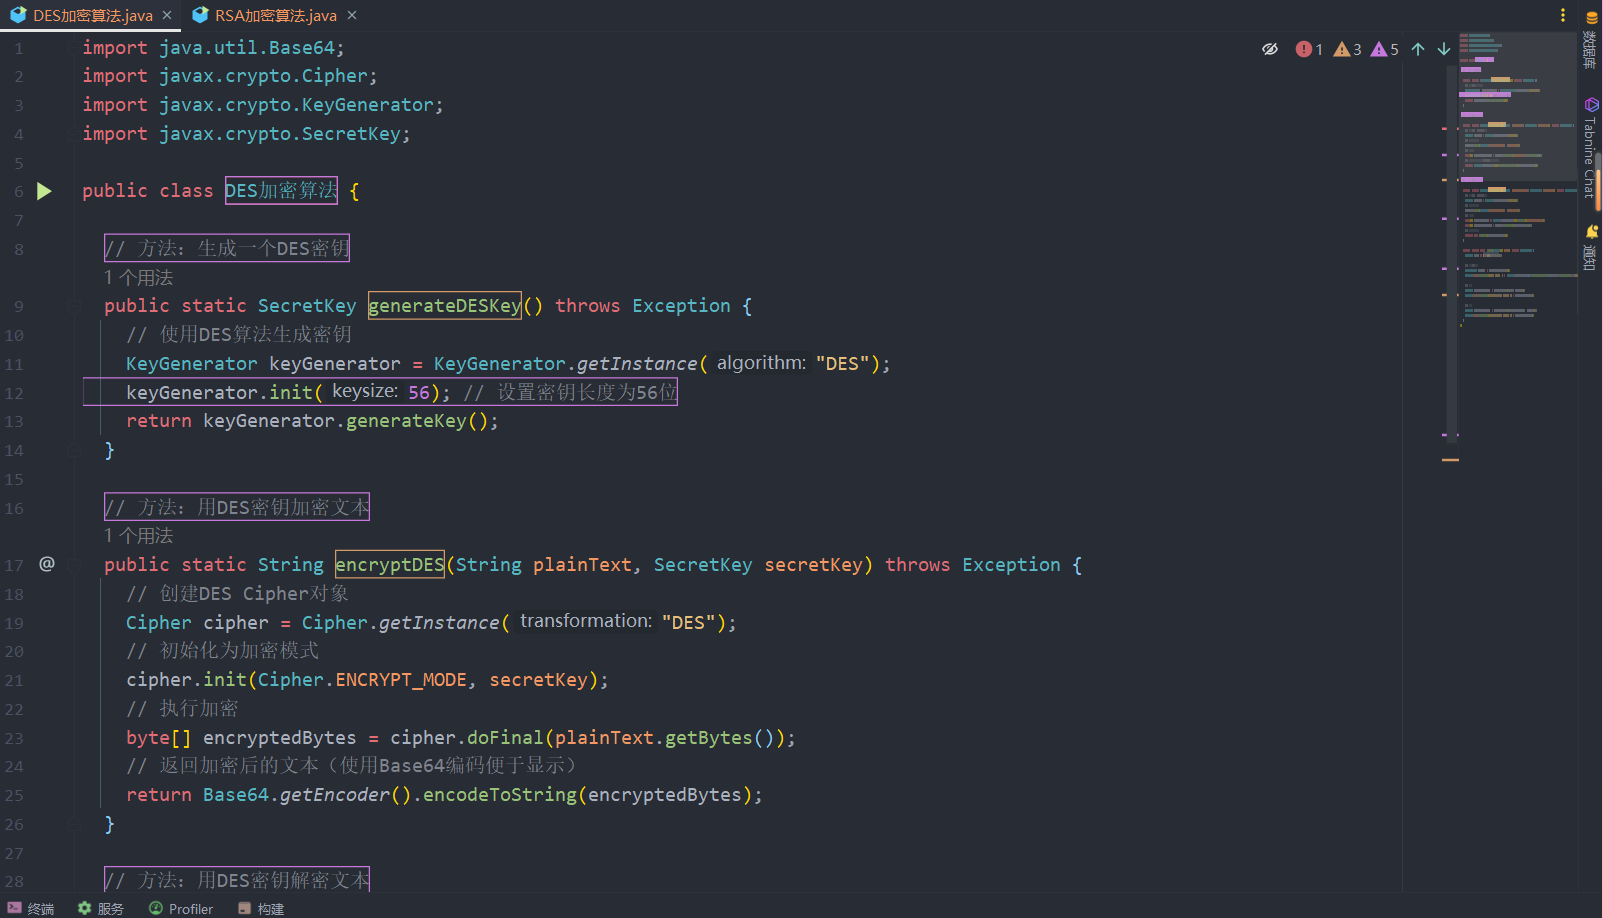 DES加密算法.java
RSA加密算法.java
1 import java.util.Base64;
1 3 5
2 import javax.crypto.Cipher;
3 import javax.crypto.KeyGenerator;
4 import javax.crypto.SecretKey;
5
6 public class DES加密算法 {
7
8 // 方法：生成一个DES密钥
1 个用法
9 public static SecretKey generateDESKey() throws Exception {
10 // 使用DES算法生成密钥
11 KeyGenerator keyGenerator = KeyGenerator.getInstance( algorithm: "DES");
12 keyGenerator.init( keysize: 56); // 设置密钥长度为56位
13 return keyGenerator.generateKey();
14 }
15
16 // 方法：用DES密钥加密文本
1 个用法
17 @ public static String encryptDES(String plainText, SecretKey secretKey) throws Exception {
18 // 创建DES Cipher对象
19 Cipher cipher = Cipher.getInstance( transformation: "DES");
20 // 初始化为加密模式
21 cipher.init(Cipher.ENCRYPT_MODE, secretKey);
22 // 执行加密
23 byte[] encryptedBytes = cipher.doFinal(plainText.getBytes());
24 // 返回加密后的文本（使用Base64编码便于显示）
25 return Base64.getEncoder().encodeToString(encryptedBytes);
26 }
27
28 // 方法：用DES密钥解密文本
数据库
Tabnine Chat
通知
终端 服务 Profiler 构建